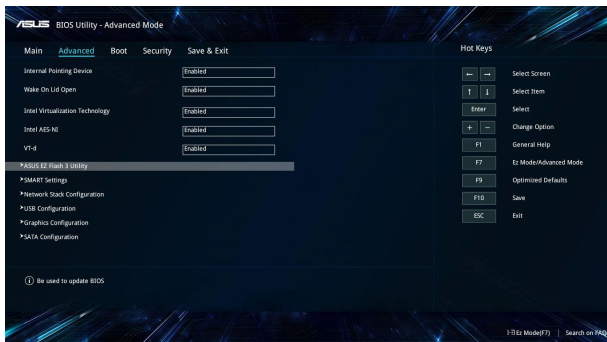 ASUS BIOS Utility - Advanced Mode
Main Advanced Boot Security Save & Exit
Internal Pointing Device Enabled
Wake On Lid Open Enabled
Intel Virtualization Technology Enabled
Intel AES-NI Enabled
VT-d Enabled
>ASUS EZ Flash 3 Utility
>SMART Settings
>Network Stack Configuration
>USB Configuration
>Graphics Configuration
>SATA Configuration
i Be used to update BIOS
Hot Keys
← → Select Screen
↑ ↓ Select Item
Enter Select
+ − Change Option
F1 General Help
F7 Ez Mode/Advanced Mode
F9 Optimized Defaults
F10 Save
ESC Exit
Ez Mode(F7) | Search on FAQ